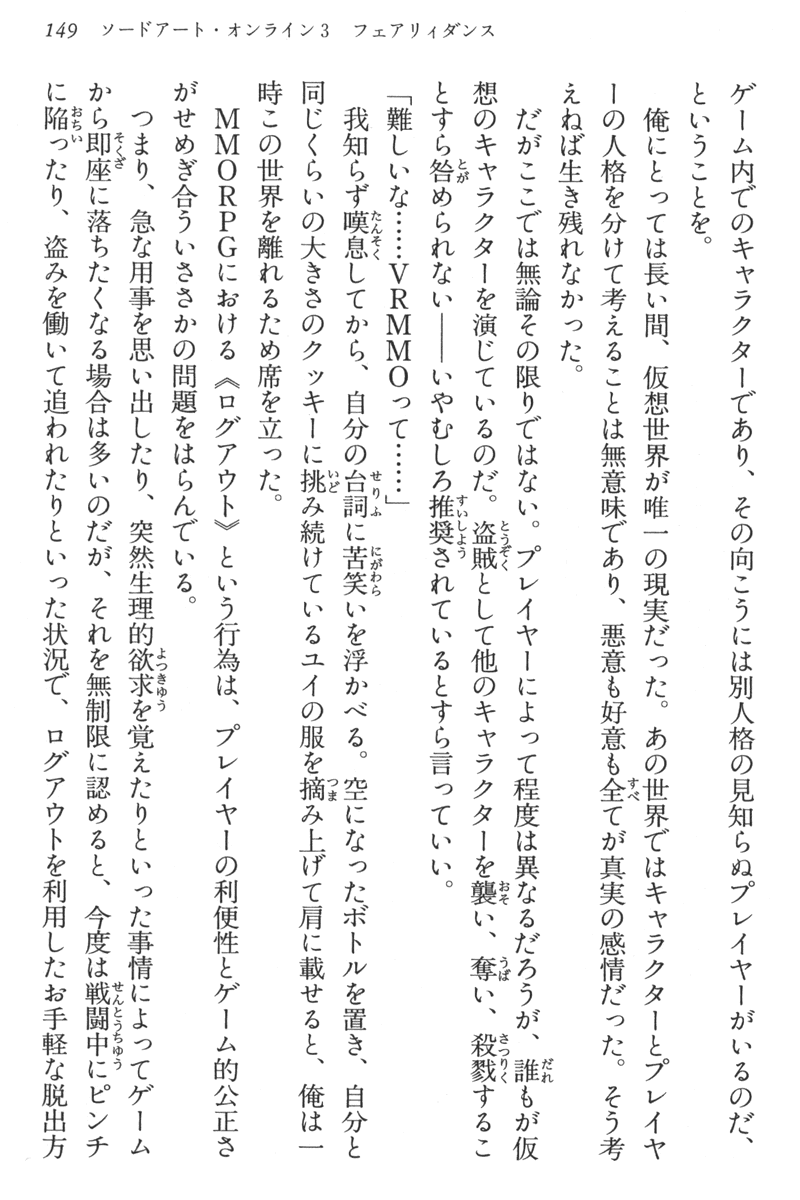 149　ソードアート・オンライン3　フェアリィダンス
ゲーム内でのキャラクターであり、その向こうには別人格の見知らぬプレイヤーがいるのだ、
ということを。
　俺にとっては長い間、仮想世界が唯一の現実だった。あの世界ではキャラクターとプレイヤ
ーの人格を分けて考えることは無意味であり、悪意も好意も全てが真実の感情だった。そう考
えねば生き残れなかった。
　だがここでは無論その限りではない。プレイヤーによって程度は異なるだろうが、誰もが仮
想のキャラクターを演じているのだ。盗賊として他のキャラクターを襲い、奪い、殺戮するこ
とすら咎められない――いやむしろ推奨されているとすら言っていい。
「難しいな……ＶＲＭＭＯって……」
　我知らず嘆息してから、自分の台詞に苦笑いを浮かべる。空になったボトルを置き、自分と
同じくらいの大きさのクッキーに挑み続けているユイの服を摘み上げて肩に載せると、俺は一
時この世界を離れるため席を立った。
　ＭＭＯＲＰＧにおける《ログアウト》という行為は、プレイヤーの利便性とゲーム的公正さ
がせめぎ合ういささかの問題をはらんでいる。
　つまり、急な用事を思い出したり、突然生理的欲求を覚えたりといった事情によってゲーム
から即座に落ちたくなる場合は多いのだが、それを無制限に認めると、今度は戦闘中にピンチ
に陥ったり、盗みを働いて追われたりといった状況で、ログアウトを利用したお手軽な脱出方